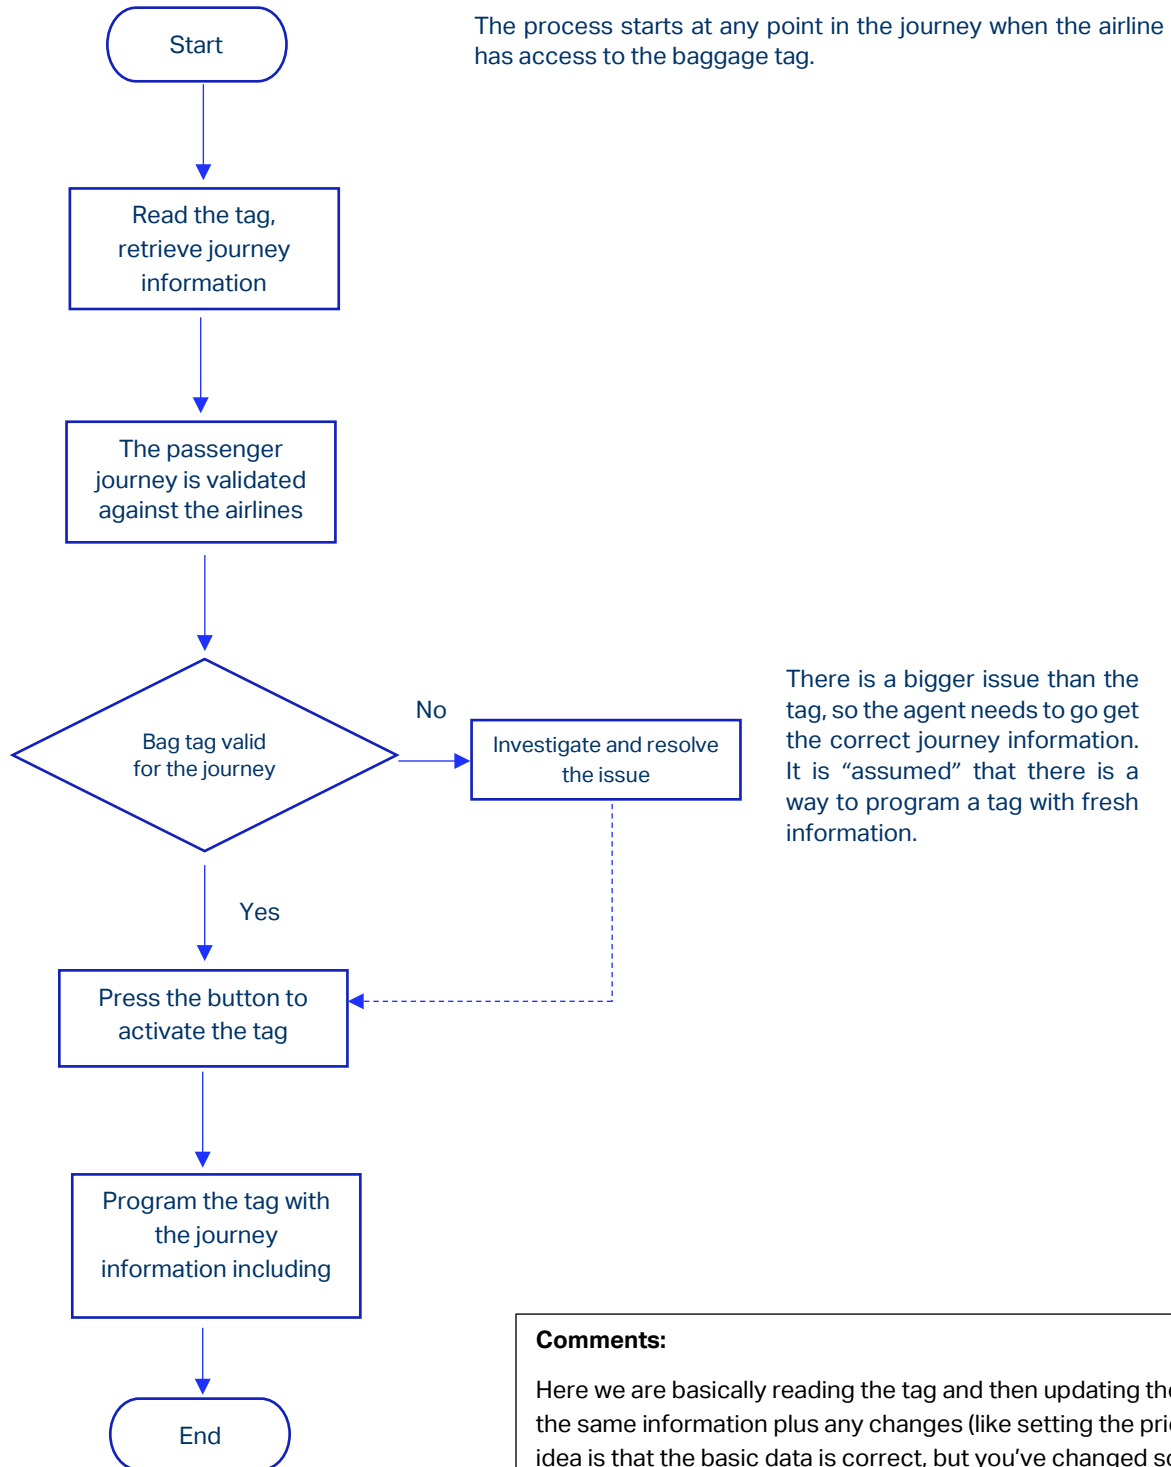 Start
The process starts at any point in the journey when the airline
has access to the baggage tag.
Read the tag,
retrieve journey
information
The passenger
journey is validated
against the airlines
Bag tag valid
for the journey
No
Investigate and resolve
the issue
There is a bigger issue than the
tag, so the agent needs to go get
the correct journey information.
It is “assumed” that there is a
way to program a tag with fresh
information.
Yes
Press the button to
activate the tag
Program the tag with
the journey
information including
End
Comments:
Here we are basically reading the tag and then updating the
the same information plus any changes (like setting the
idea is that the basic data is correct, but you’ve changed